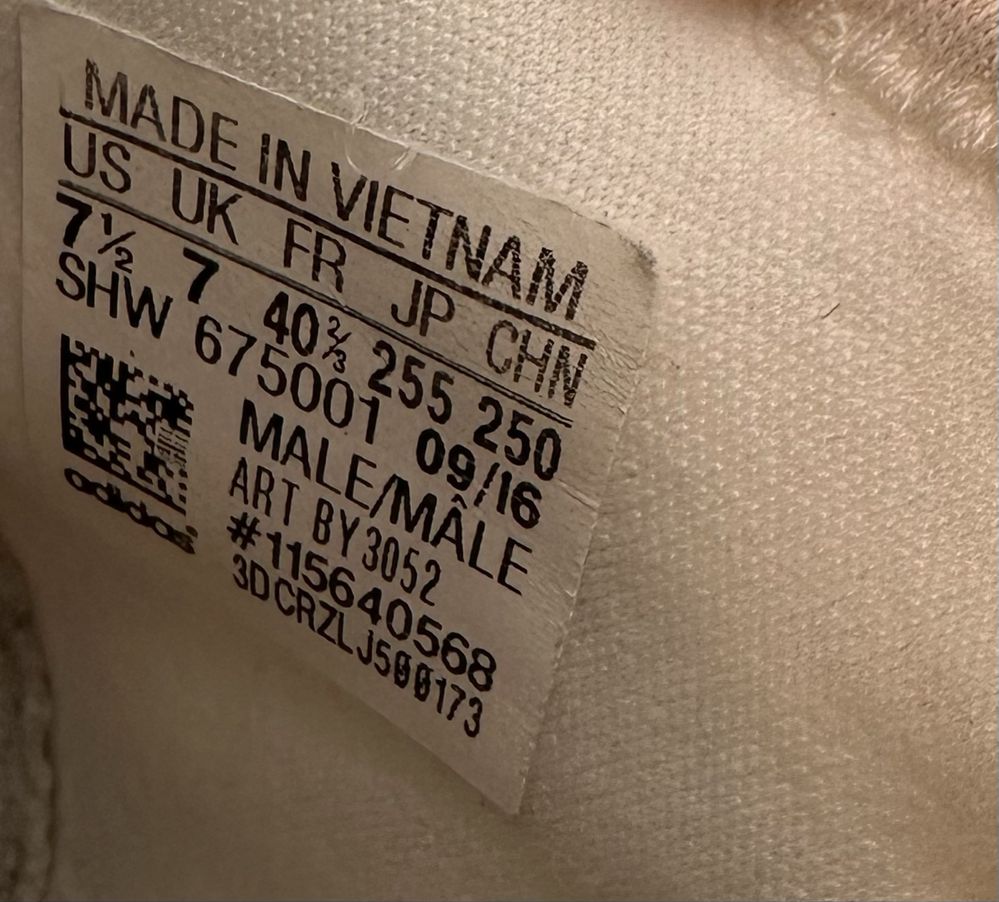 MADE IN VIETNAM
US UK FR JP CHN
7½ 7 40⅔ 255 250
SHW 675001 09/16
MALE/MÂLE
ART BY3052
#115640568
3DCRZLJ500173
adidas